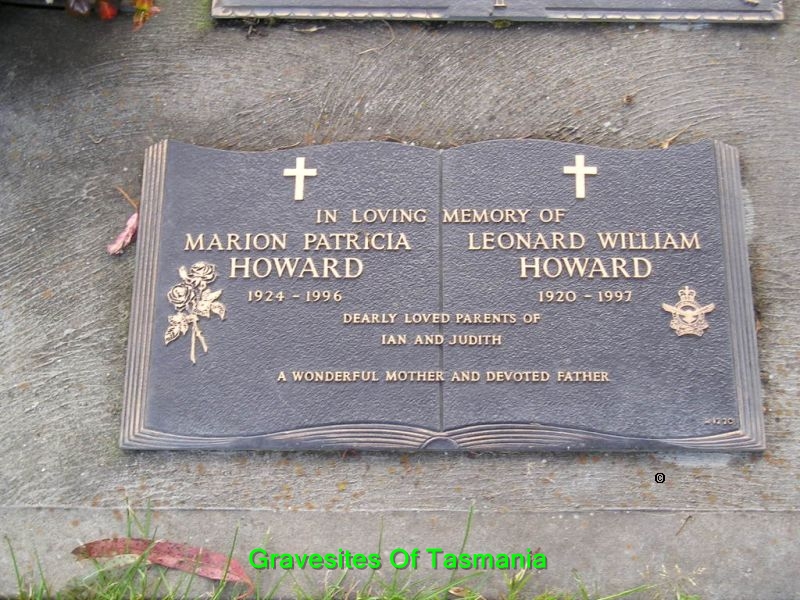 IN LOVING MEMORY OF
MARION PATRICIA
HOWARD
1924 - 1996
LEONARD WILLIAM
HOWARD
1920 - 1997
DEARLY LOVED PARENTS OF
IAN AND JUDITH
A WONDERFUL MOTHER AND DEVOTED FATHER
©
Gravesites Of Tasmania